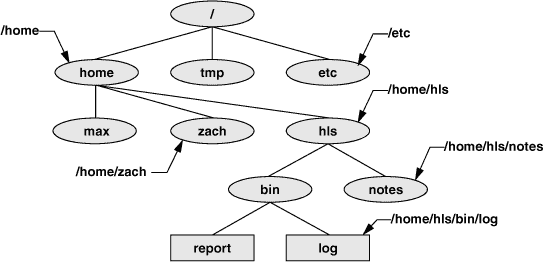 /
/home
/etc
home
tmp
etc
/home/hls
max
zach
hls
/home/hls/notes
/home/zach
bin
notes
/home/hls/bin/log
report
log